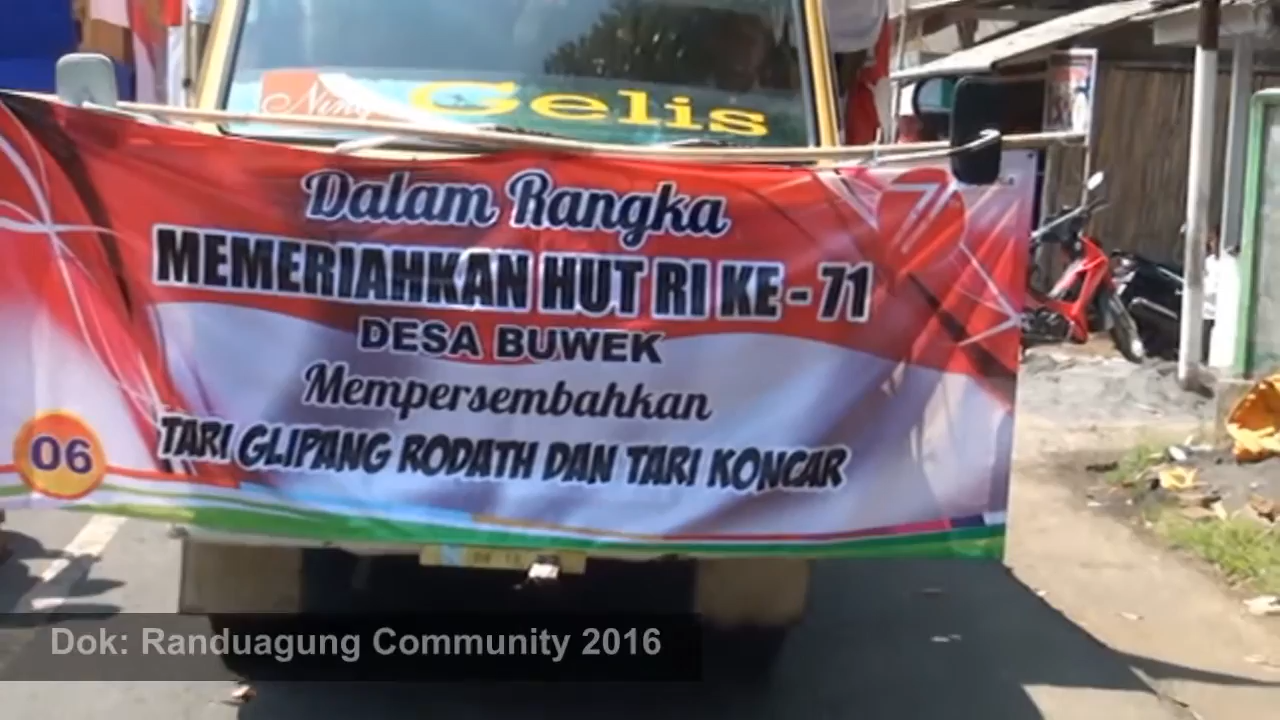 Gelis
Dalam Rangka
MEMERIAHKAN HUT RI KE - 71
DESA BUWEK
Mempersembahkan
TARI GLIPANG RODATH DAN TARI KONCAR
06
Dok: Randuagung Community 2016